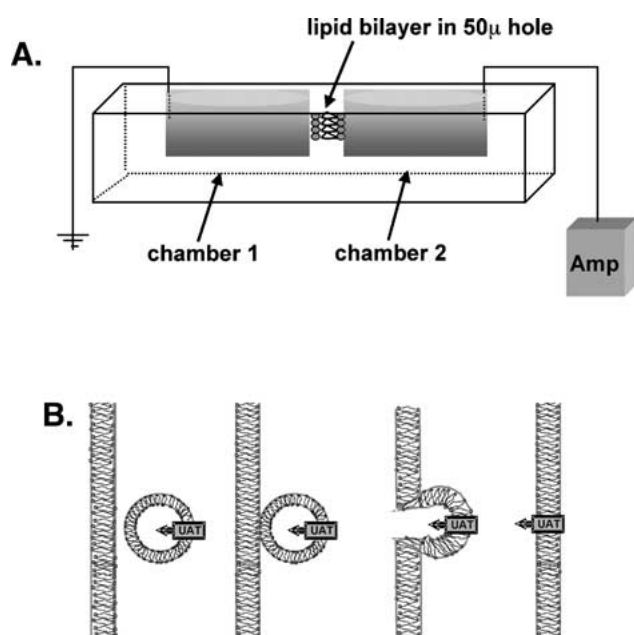 lipid bilayer in 50μ hole
A.
chamber 1
chamber 2
Amp
B.
UAT
UAT
UAT
UAT